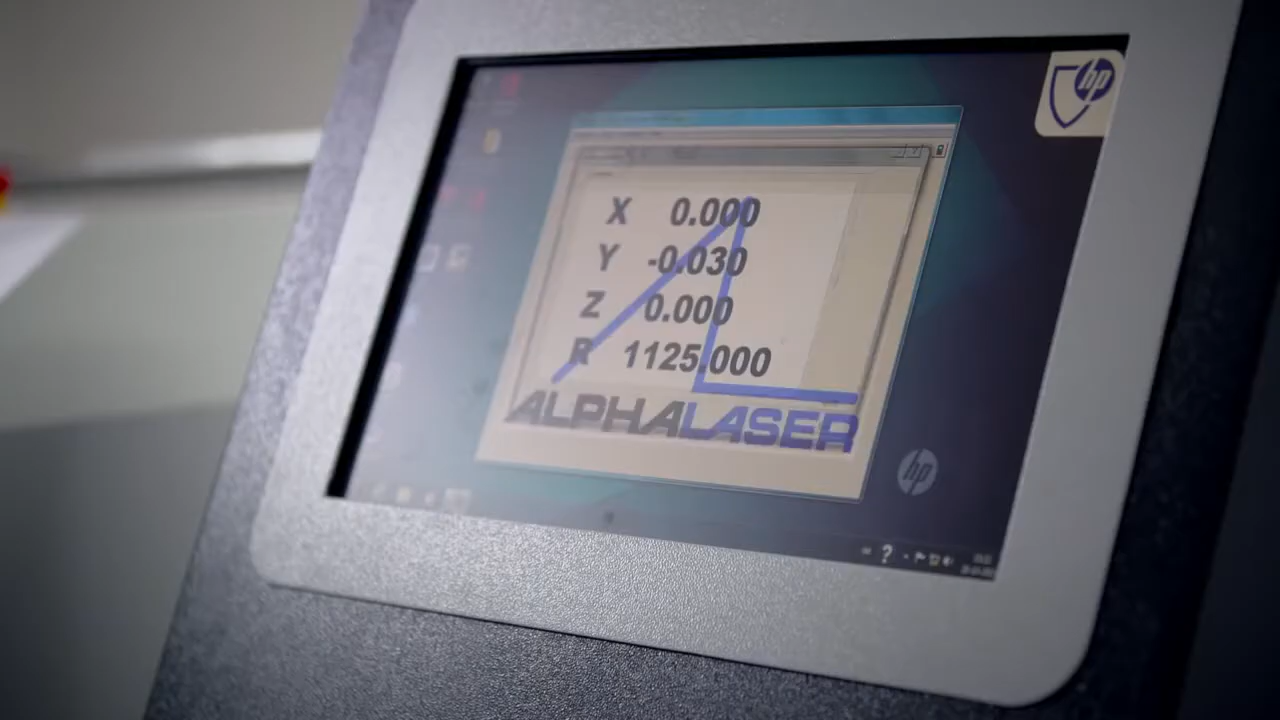 hp
X 0.000
Y -0.030
Z 0.000
R 1125.000
ALPHALASER
hp
?